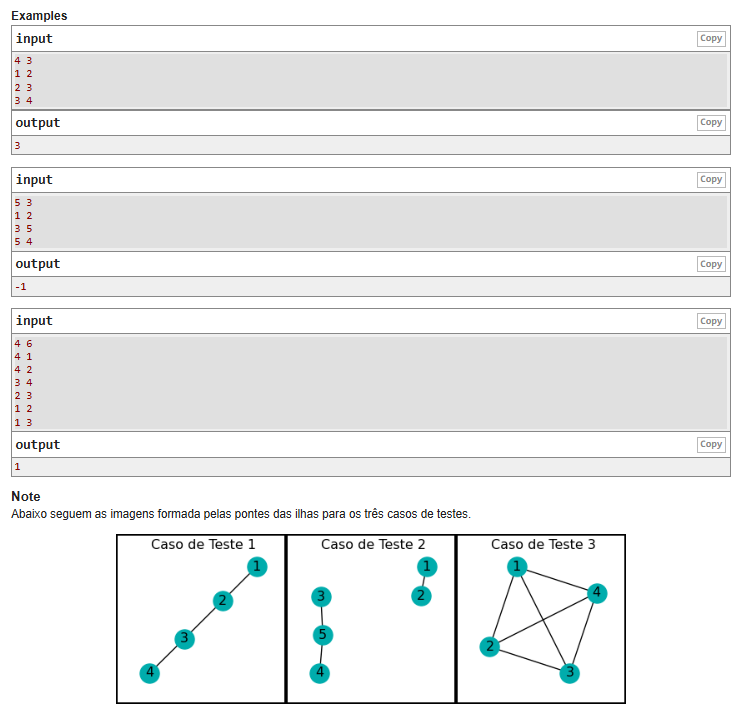 Examples
input
Copy
4 3
1 2
2 3
3 4
output
Copy
3
input
Copy
5 3
1 2
3 5
5 4
output
Copy
-1
input
Copy
4 6
4 1
4 2
3 4
2 3
1 2
1 3
output
Copy
1
Note
Abaixo seguem as imagens formada pelas pontes das ilhas para os três casos de testes.
Caso de Teste 1
1
2
3
4
Caso de Teste 2
1
2
3
5
4
Caso de Teste 3
1
4
2
3